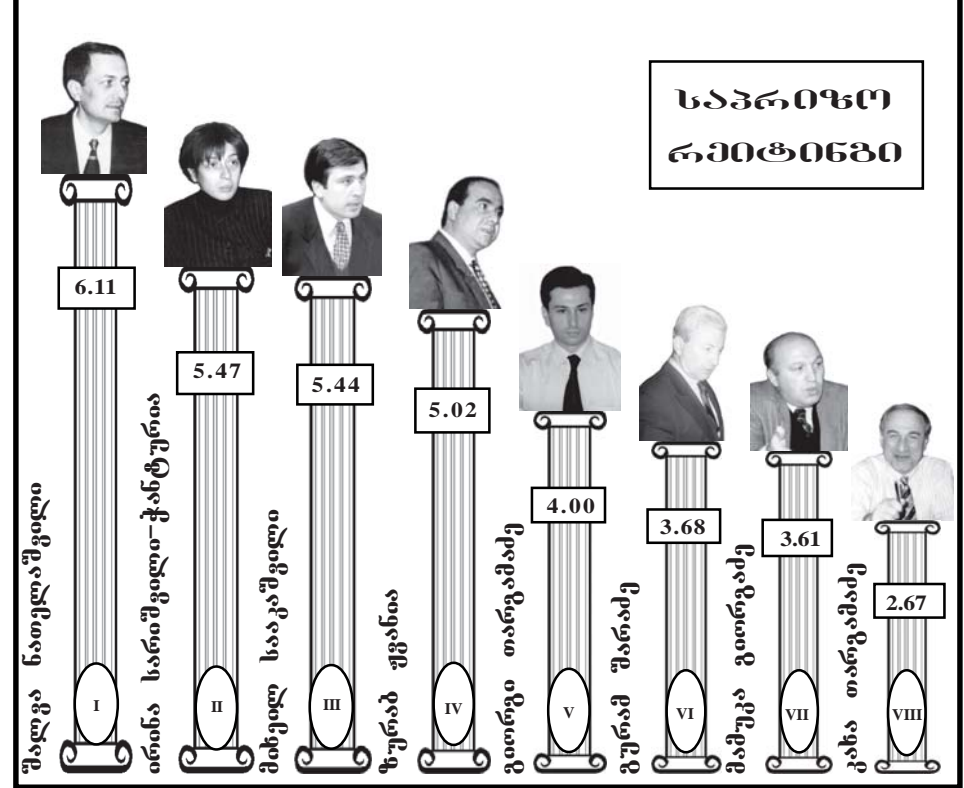 საპრიზო
რეიტინგი
6.11
5.47
5.44
5.02
4.00
3.68
3.61
2.67
შალვა ნათელაშვილი
ირინა სარიშვილი-ჭანტურია
მიხეილ სააკაშვილი
ზურაბ ჟვანია
გიორგი თარგამაძე
გურამ შარაძე
მამუკა გიორგაძე
კახა თარგამაძე
I
II
III
IV
V
VI
VII
VIII